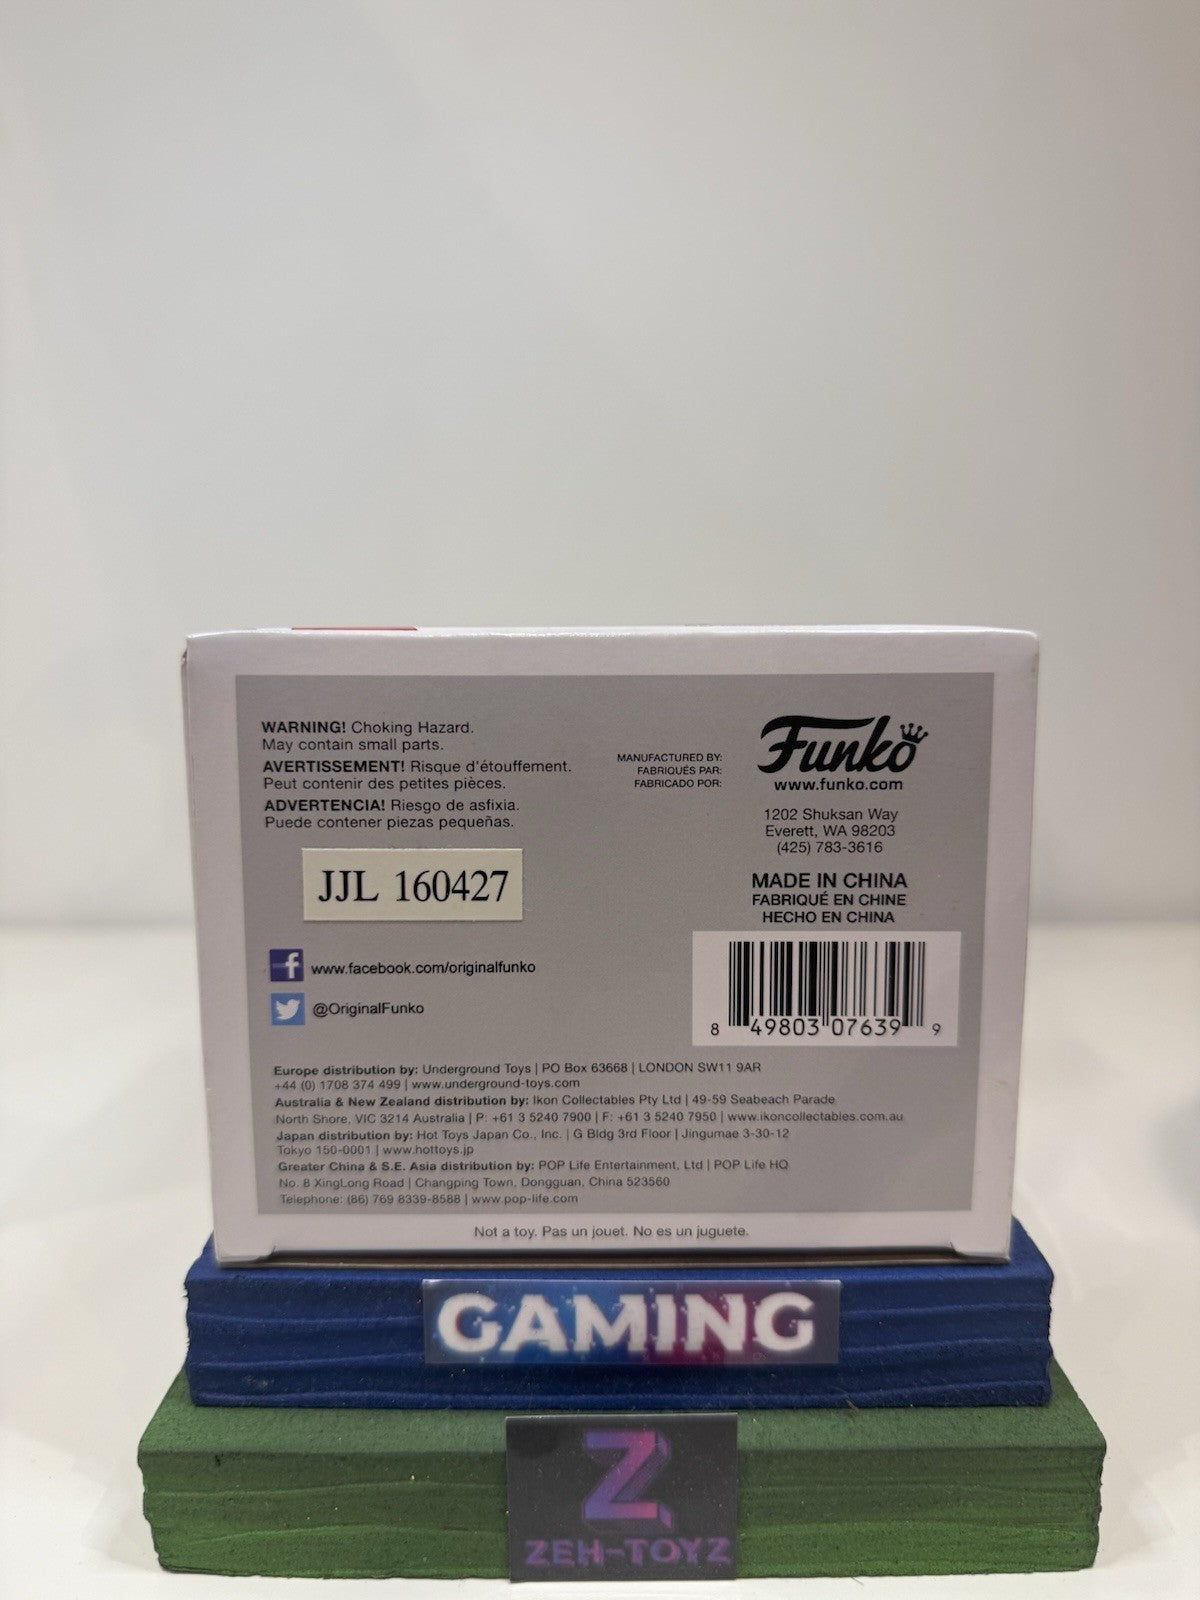 WARNING! Choking Hazard.
May contain small parts.
AVERTISSEMENT! Risque d'étouffement.
Peut contenir des petites pièces.
ADVERTENCIA! Riesgo de asfixia.
Puede contener piezas pequeñas.
JJL 160427
www.facebook.com/originalfunko
@OriginalFunko
MANUFACTURED BY:
FABRIQUÉS PAR:
FABRICADO POR:
Funko
www.funko.com
1202 Shuksan Way
Everett, WA 98203
(425) 783-3616
MADE IN CHINA
FABRIQUÉ EN CHINE
HECHO EN CHINA
8 49803 07639 9
Europe distribution by: Underground Toys | PO Box 63668 | LONDON SW11 9AR
+44 (0) 1708 374 499 | www.underground-toys.com
Australia & New Zealand distribution by: Ikon Collectables Pty Ltd | 49-59 Seabeach Parade
North Shore, VIC 3214 Australia | P: +61 3 5240 7900 | F: +61 3 5240 7950 | www.ikoncollectables.com.au
Japan distribution by: Hot Toys Japan Co., Inc. | G Bldg 3rd Floor | Jingumae 3-30-12
Tokyo 150-0001 | www.hottoys.jp
Greater China & S.E. Asia distribution by: POP Life Entertainment, Ltd | POP Life HQ
No. 8 XingLong Road | Changping Town, Dongguan, China 523560
Telephone: (86) 769 8339-8588 | www.pop-life.com
Not a toy. Pas un jouet. No es un juguete.
GAMING
Z
ZEH-TOYZ